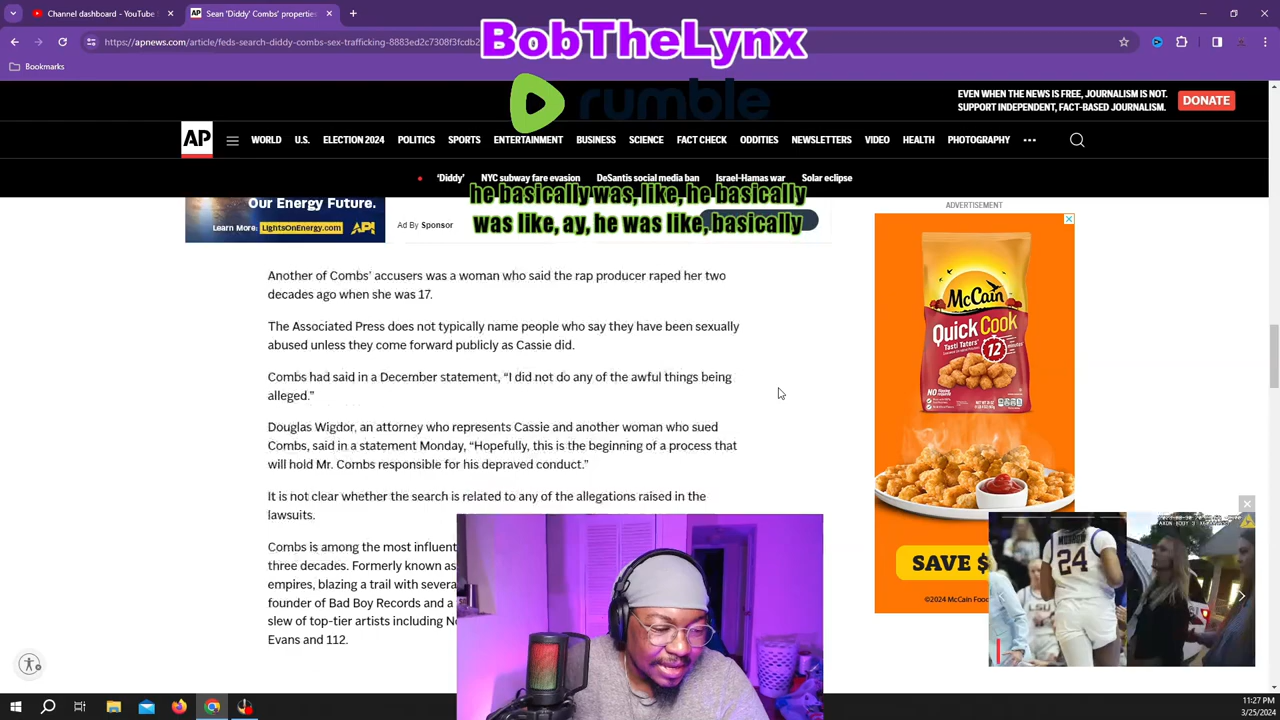 Channel dashboard - YouTube
Sean 'Diddy' Combs' properties
https://apnews.com/article/feds-search-diddy-combs-sex-trafficking-8883ed2c7308f3fcdb2
Bookmarks
BobTheLynx
rumble
EVEN WHEN THE NEWS IS FREE, JOURNALISM IS NOT.
SUPPORT INDEPENDENT, FACT-BASED JOURNALISM.
DONATE
AP
WORLD U.S. ELECTION 2024 POLITICS SPORTS ENTERTAINMENT BUSINESS SCIENCE FACT CHECK ODDITIES NEWSLETTERS VIDEO HEALTH PHOTOGRAPHY ...
'Diddy' NYC subway fare evasion DeSantis social media ban Israel-Hamas war Solar eclipse
he basically was, like, he basically
was like, ay, he was like, basically
Our Energy Future.
Learn More: LightsOnEnergy.com API
Ad By Sponsor
ADVERTISEMENT
Another of Combs' accusers was a woman who said the rap producer raped her two
decades ago when she was 17.
The Associated Press does not typically name people who say they have been sexually
abused unless they come forward publicly as Cassie did.
Combs had said in a December statement, "I did not do any of the awful things being
alleged."
Douglas Wigdor, an attorney who represents Cassie and another woman who sued
Combs, said in a statement Monday, "Hopefully, this is the beginning of a process that
will hold Mr. Combs responsible for his depraved conduct."
It is not clear whether the search is related to any of the allegations raised in the
lawsuits.
Combs is among the most influent
three decades. Formerly known as
empires, blazing a trail with severa
founder of Bad Boy Records and a
slew of top-tier artists including No
Evans and 112.
McCain
Quick Cook
Tasti Taters
12
SAVE $
©2024 McCain Food
24
11:27 PM
3/25/2024